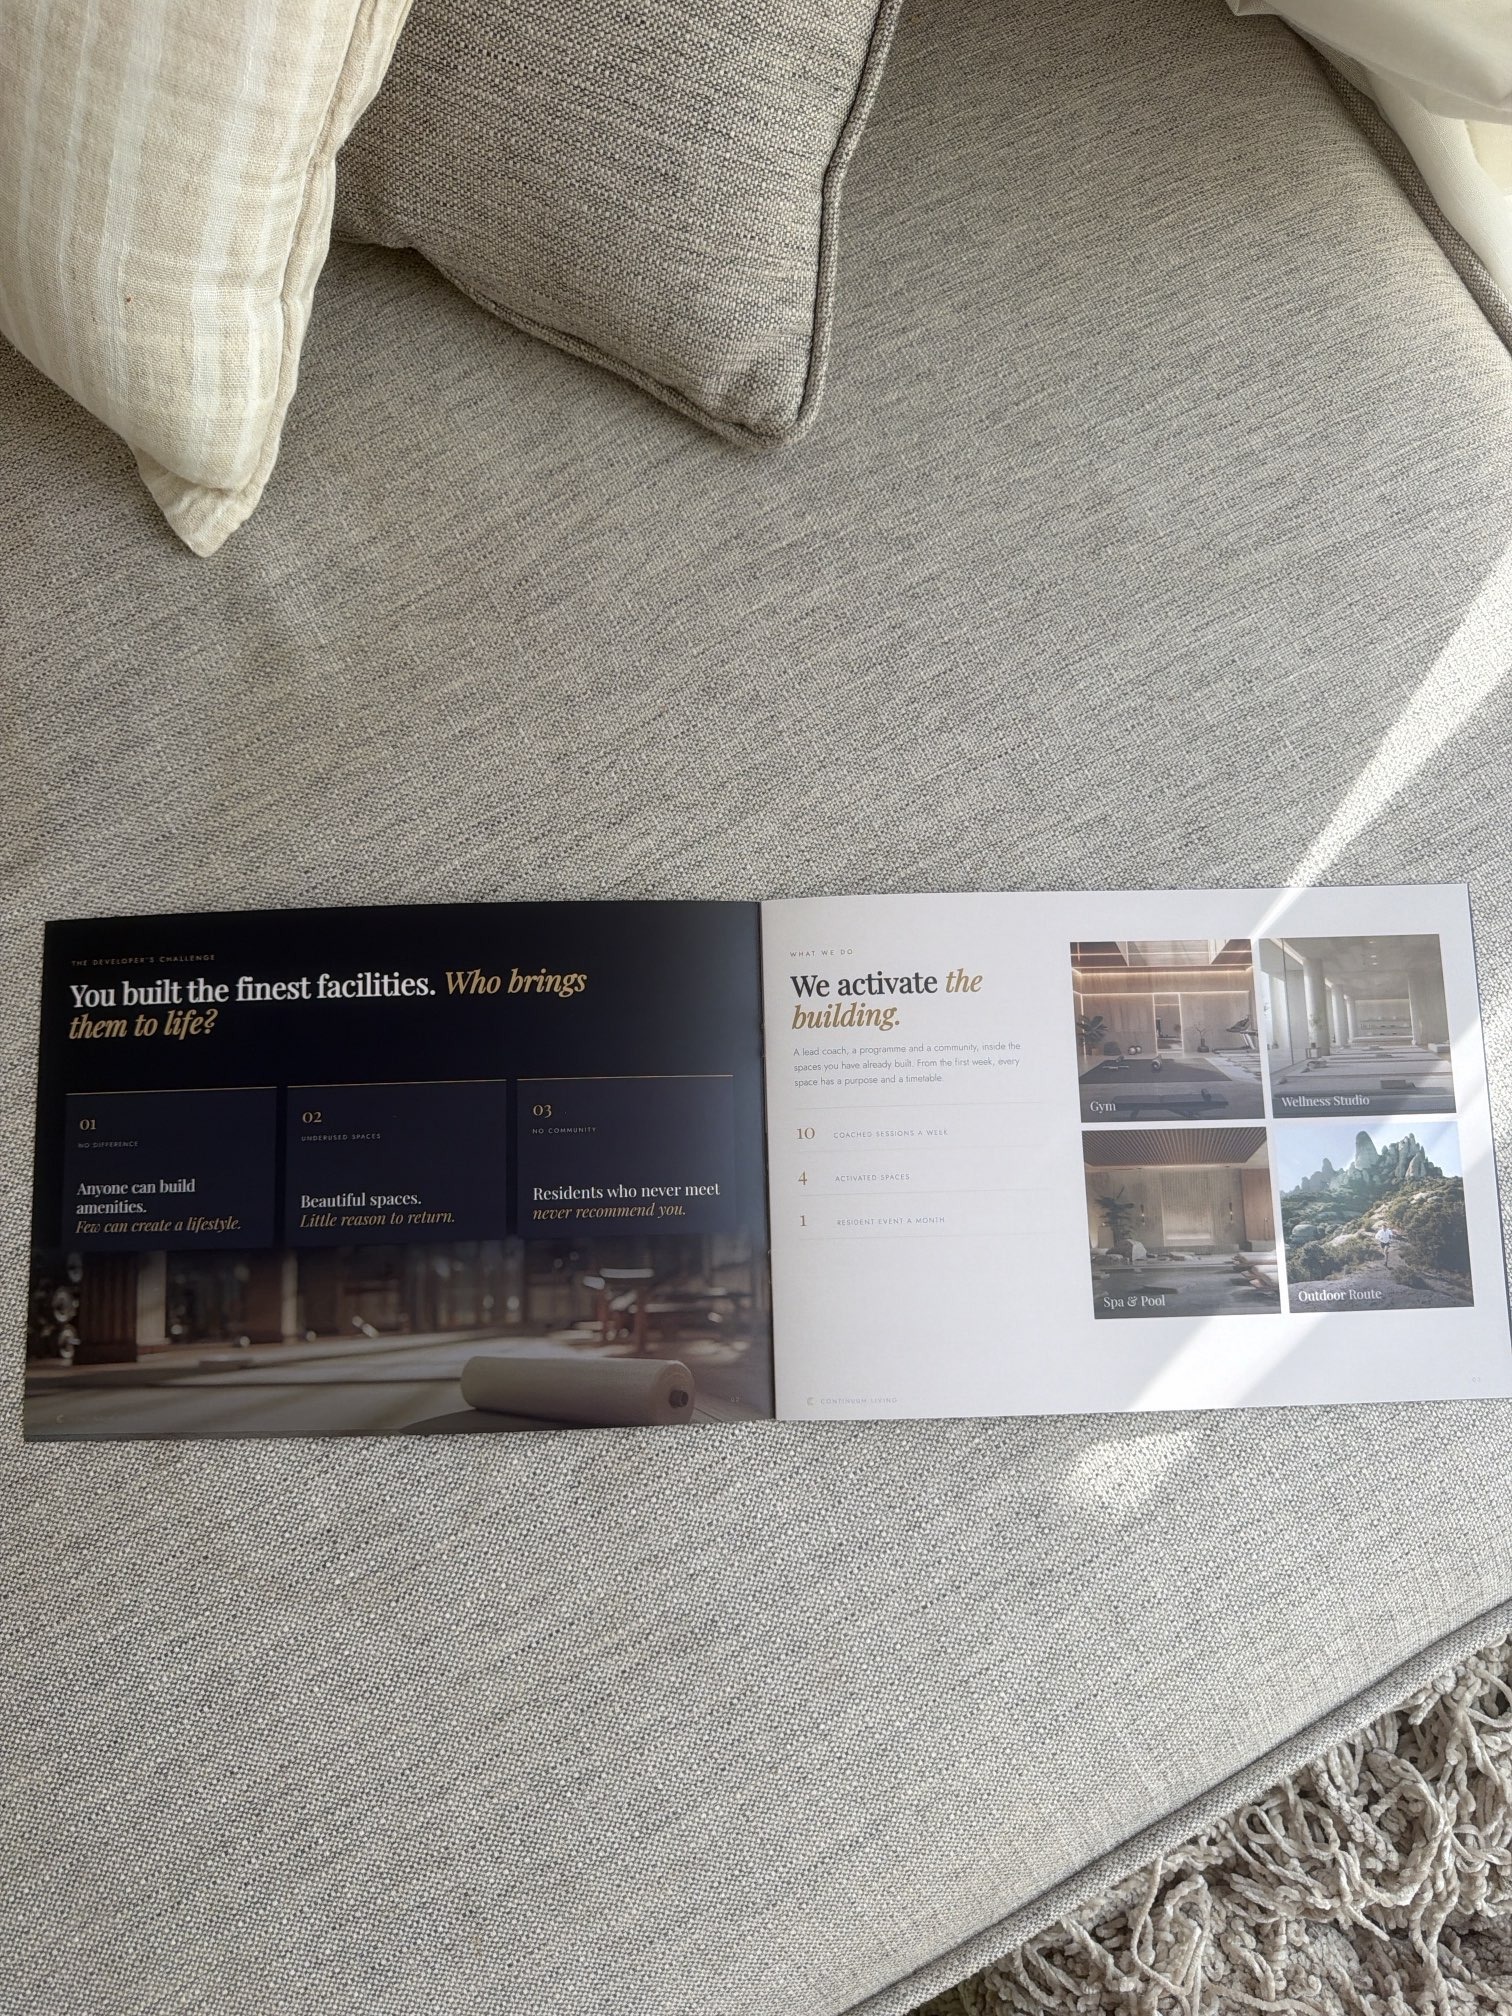 THE DEVELOPER'S CHALLENGE
You built the finest facilities. Who brings
them to life?
01
NO DIFFERENCE
Anyone can build
amenities.
Few can create a lifestyle.
02
UNDERUSED SPACES
Beautiful spaces.
Little reason to return.
03
NO COMMUNITY
Residents who never meet
never recommend you.
02
WHAT WE DO
We activate the
building.
A lead coach, a programme and a community, inside the
spaces you have already built. From the first week, every
space has a purpose and a timetable.
10 COACHED SESSIONS A WEEK
4 ACTIVATED SPACES
1 RESIDENT EVENT A MONTH
Gym
Wellness Studio
Spa & Pool
Outdoor Route
CONTINUUM LIVING
03